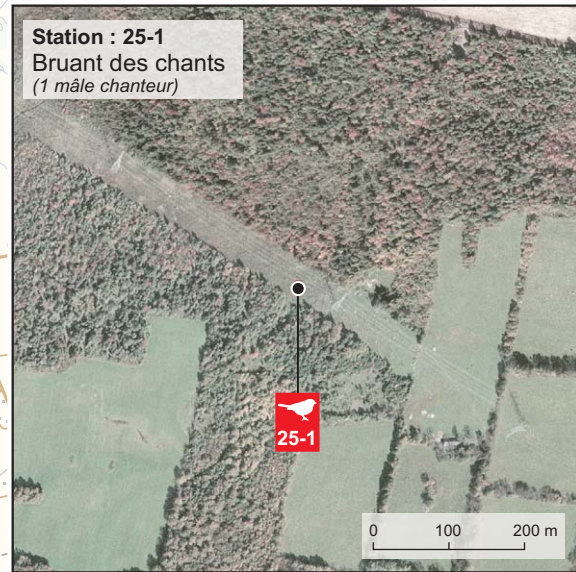 Station : 25-1
Bruant des chants
(1 mâle chanteur)
25-1
0 100 200 m